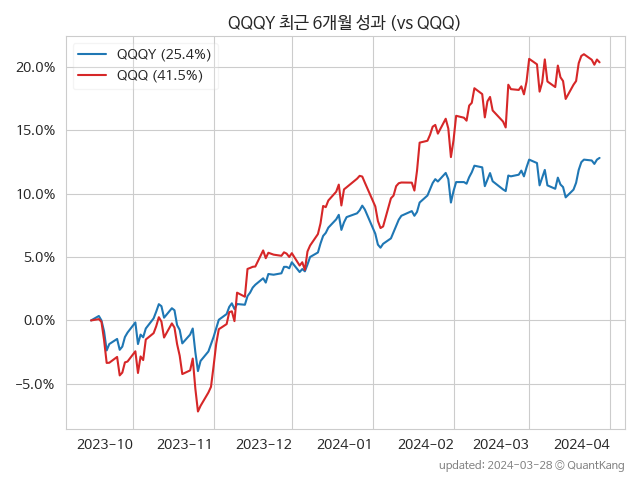 QQQY 최근 6개월 성과 (vs QQQ)
QQQY (25.4%)
QQQ (41.5%)
20.0%
15.0%
10.0%
5.0%
0.0%
−5.0%
2023−10 2023−11 2023−12 2024−01 2024−02 2024−03 2024−04
updated: 2024-03-28 © QuantKang